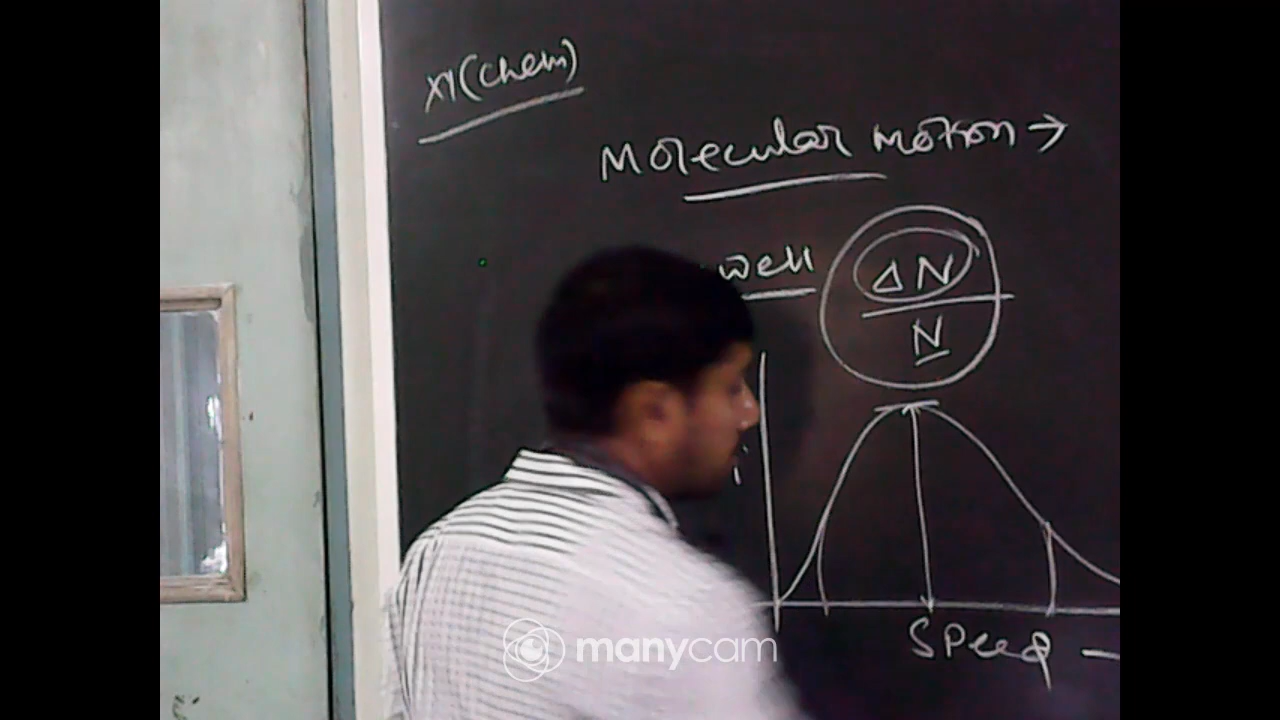 XI (Chem)
Molecular motion →
well
ΔN
N
Speed –
manycam